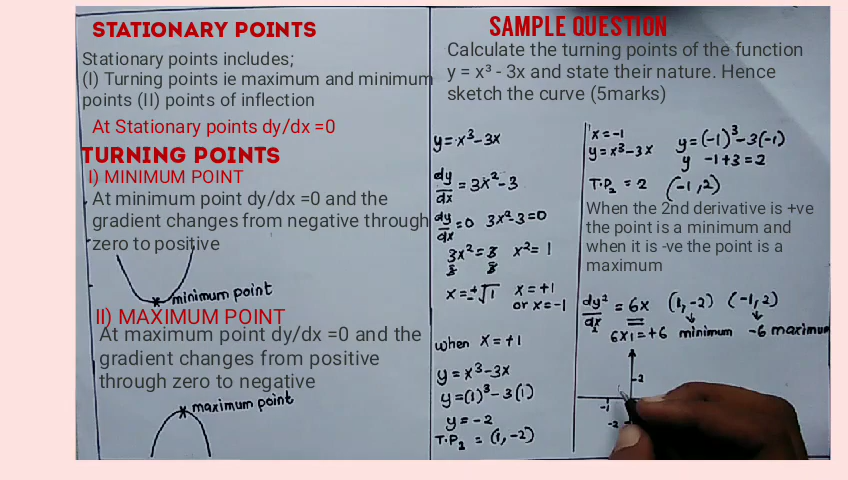 STATIONARY POINTS
Stationary points includes;
(I) Turning points ie maximum and minimum
points (II) points of inflection
At Stationary points dy/dx =0
TURNING POINTS
I) MINIMUM POINT
At minimum point dy/dx =0 and the
gradient changes from negative through
zero to positive
minimum point
II) MAXIMUM POINT
At maximum point dy/dx =0 and the
gradient changes from positive
through zero to negative
maximum point
SAMPLE QUESTION
Calculate the turning points of the function
y = x³ - 3x and state their nature. Hence
sketch the curve (5marks)
y = x³ - 3x
dy/dx = 3x² - 3
dy/dx = 0 3x² - 3 = 0
3x² = 3 x² = 1
3 3
x = ±√1 x = +1
or x = -1
when x = +1
y = x³ - 3x
y = (1)³ - 3(1)
y = -2
T.P₁ = (1, -2)
x = -1
y = x³ - 3x y = (-1)³ - 3(-1)
y -1 + 3 = 2
T.P₂ = 2 (-1, 2)
When the 2nd derivative is +ve
the point is a minimum and
when it is -ve the point is a
maximum
dy²/dx² = 6x (1, -2) (-1, 2)
6x1 = +6 minimum -6 maximum
2
-1
-2